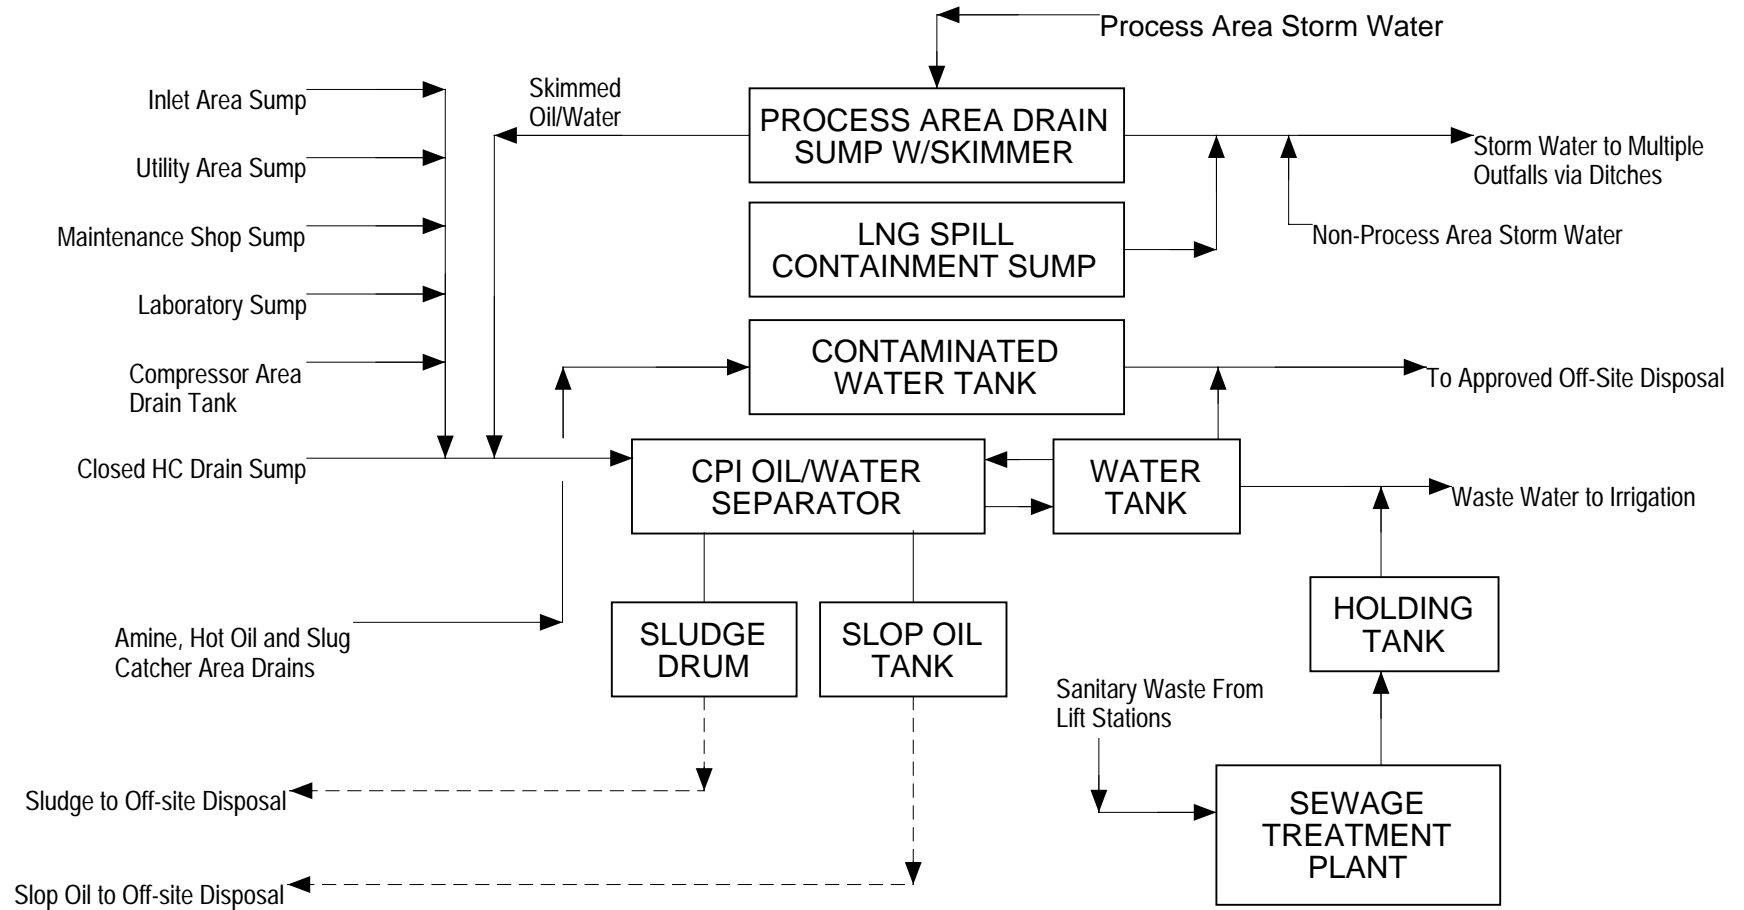 Process Area Storm Water
Inlet Area Sump
Skimmed
Oil/Water
PROCESS AREA DRAIN
SUMP W/SKIMMER
Storm Water to Multiple
Outfalls via Ditches
Utility Area Sump
Maintenance Shop Sump
LNG SPILL
CONTAINMENT SUMP
Non-Process Area Storm Water
Laboratory Sump
Compressor Area
Drain Tank
CONTAMINATED
WATER TANK
To Approved Off-Site Disposal
Closed HC Drain Sump
CPI OIL/WATER
SEPARATOR
WATER
TANK
Waste Water to Irrigation
Amine, Hot Oil and Slug
Catcher Area Drains
SLUDGE
DRUM
SLOP OIL
TANK
HOLDING
TANK
Sanitary Waste From
Lift Stations
Sludge to Off-site Disposal
SEWAGE
TREATMENT
PLANT
Slop Oil to Off-site Disposal